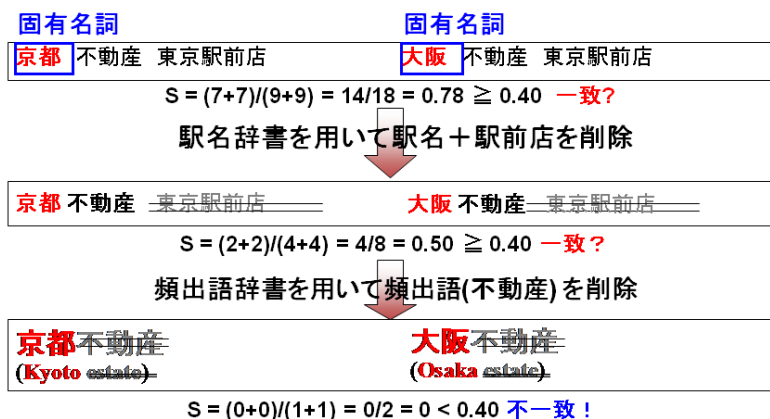 固有名詞 固有名詞
京都 不動産 東京駅前店 大阪 不動産 東京駅前店
S = (7+7)/(9+9) = 14/18 = 0.78 ≧ 0.40 一致?
駅名辞書を用いて駅名＋駅前店を削除
京都 不動産 東京駅前店 大阪 不動産 東京駅前店
S = (2+2)/(4+4) = 4/8 = 0.50 ≧ 0.40 一致？
頻出語辞書を用いて頻出語(不動産)を削除
京都不動産 大阪不動産
(Kyoto estate) (Osaka estate)
S = (0+0)/(1+1) = 0/2 = 0 < 0.40 不一致！